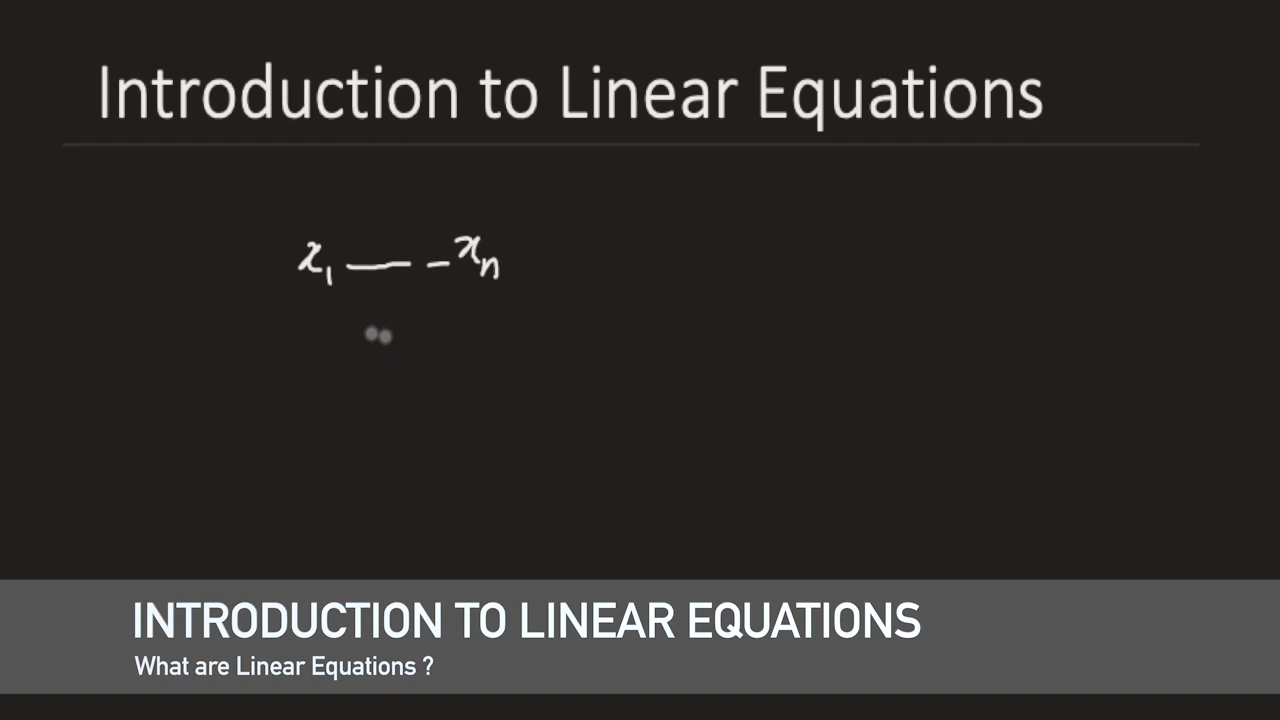 Introduction to Linear Equations
x₁ — - xₙ
INTRODUCTION TO LINEAR EQUATIONS
What are Linear Equations ?